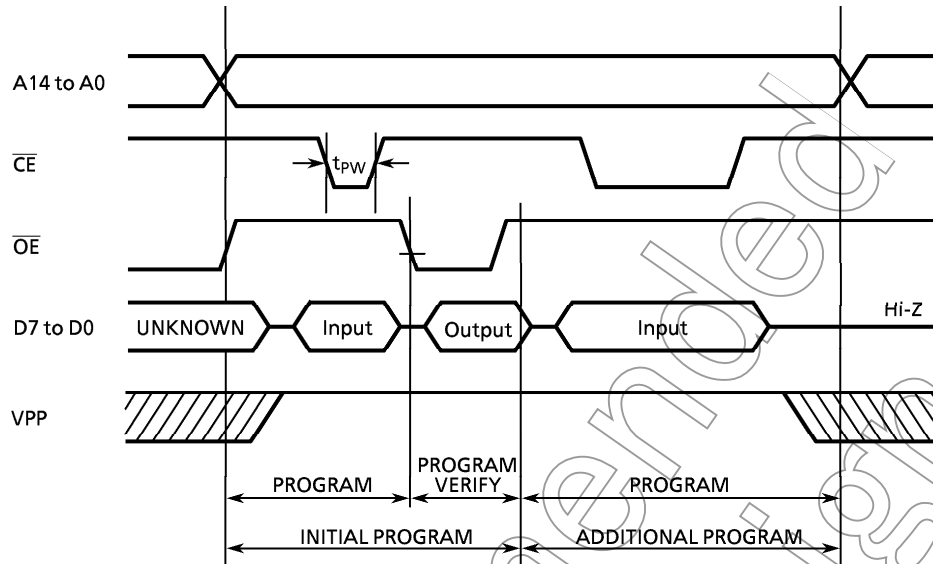 A14 to A0
CE
tPW
OE
D7 to D0
UNKNOWN
Input
Output
Input
Hi-Z
VPP
PROGRAM
PROGRAM
VERIFY
PROGRAM
INITIAL PROGRAM
ADDITIONAL PROGRAM